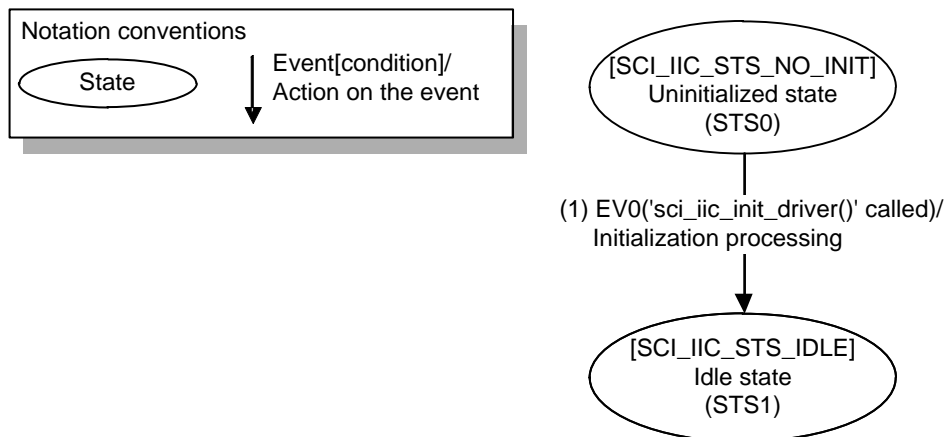 Notation conventions
State
Event[condition]/
Action on the event
[SCI_IIC_STS_NO_INIT]
Uninitialized state
(STS0)
(1) EV0('sci_iic_init_driver()' called)/
Initialization processing
[SCI_IIC_STS_IDLE]
Idle state
(STS1)